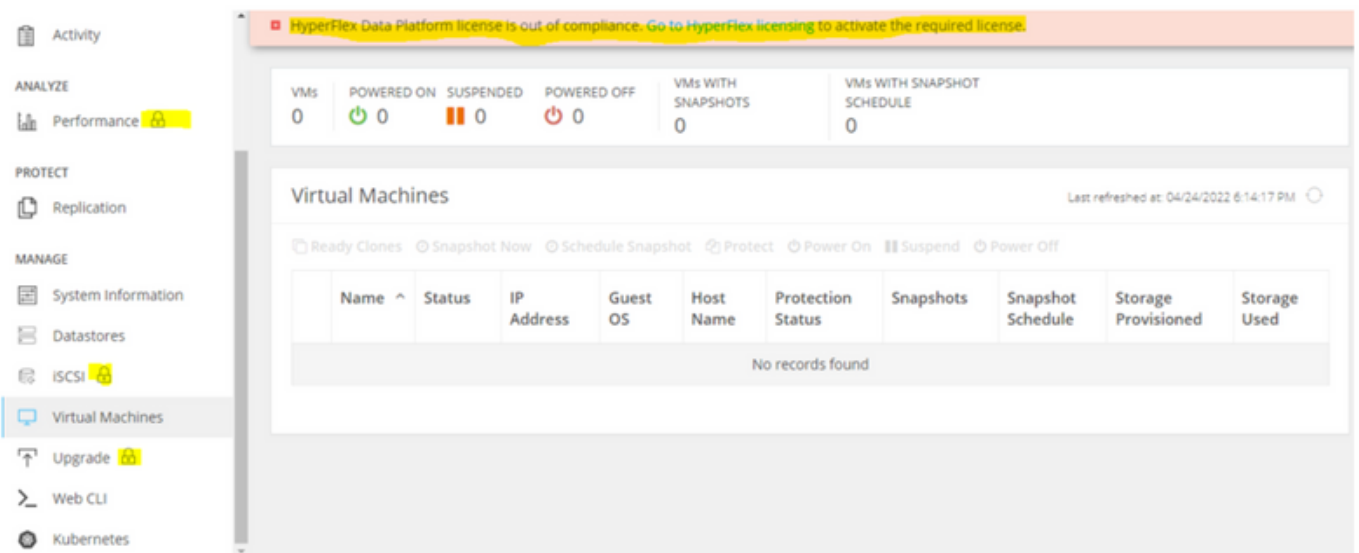 Activity
ANALYZE
Performance
PROTECT
Replication
MANAGE
System Information
Datastores
iSCSI
Virtual Machines
Upgrade
Web CLI
Kubernetes
HyperFlex Data Platform license is out of compliance. Go to HyperFlex licensing to activate the required license.
VMs
0
POWERED ON
0
SUSPENDED
0
POWERED OFF
0
VMs WITH
SNAPSHOTS
0
VMs WITH SNAPSHOT
SCHEDULE
0
Virtual Machines
Last refreshed at: 04/24/2022 6:14:17 PM
Ready Clones Snapshot Now Schedule Snapshot Protect Power On Suspend Power Off
Name Status IP Address Guest OS Host Name Protection Status Snapshots Snapshot Schedule Storage Provisioned Storage Used
No records found